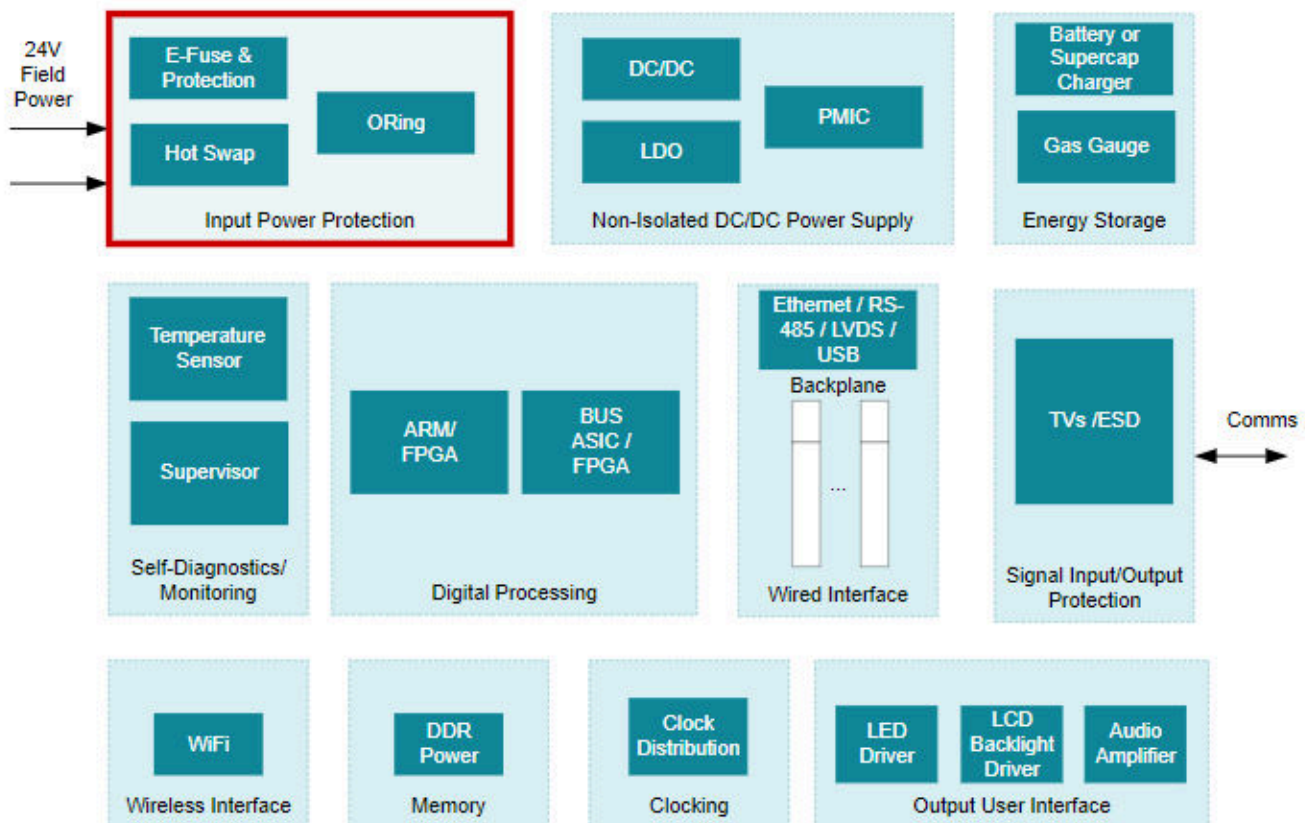 24V
Field
Power
E-Fuse &
Protection
Hot Swap
ORing
Input Power Protection
DC/DC
LDO
PMIC
Non-Isolated DC/DC Power Supply
Battery or
Supercap
Charger
Gas Gauge
Energy Storage
Temperature
Sensor
Supervisor
Self-Diagnostics/
Monitoring
ARM/
FPGA
BUS
ASIC /
FPGA
Digital Processing
Ethernet / RS-
485 / LVDS /
USB
Backplane
...
Wired Interface
TVs /ESD
Signal Input/Output
Protection
Comms
WiFi
Wireless Interface
DDR
Power
Memory
Clock
Distribution
Clocking
LED
Driver
LCD
Backlight
Driver
Audio
Amplifier
Output User Interface